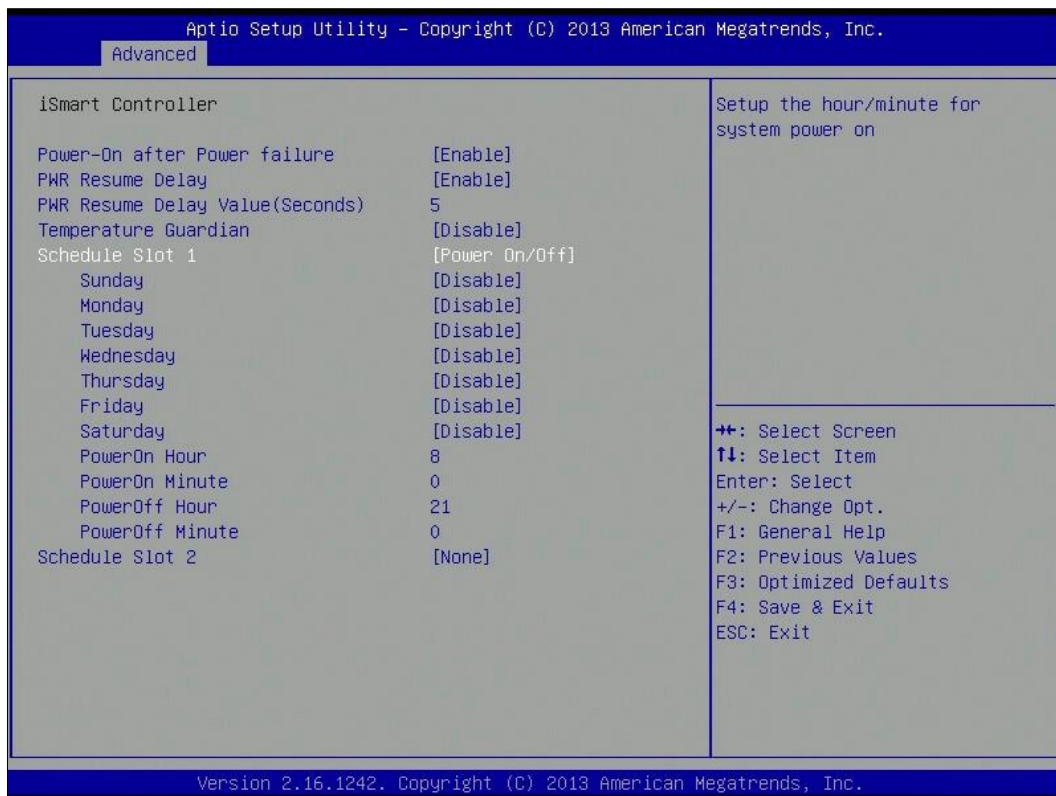 Aptio Setup Utility – Copyright (C) 2013 American Megatrends, Inc.
Advanced
iSmart Controller
Power-On after Power failure [Enable]
PWR Resume Delay [Enable]
PWR Resume Delay Value(Seconds) 5
Temperature Guardian [Disable]
Schedule Slot 1 [Power On/Off]
Sunday [Disable]
Monday [Disable]
Tuesday [Disable]
Wednesday [Disable]
Thursday [Disable]
Friday [Disable]
Saturday [Disable]
PowerOn Hour 8
PowerOn Minute 0
PowerOff Hour 21
PowerOff Minute 0
Schedule Slot 2 [None]
Setup the hour/minute for
system power on
→←: Select Screen
↑↓: Select Item
Enter: Select
+/-: Change Opt.
F1: General Help
F2: Previous Values
F3: Optimized Defaults
F4: Save & Exit
ESC: Exit
Version 2.16.1242. Copyright (C) 2013 American Megatrends, Inc.